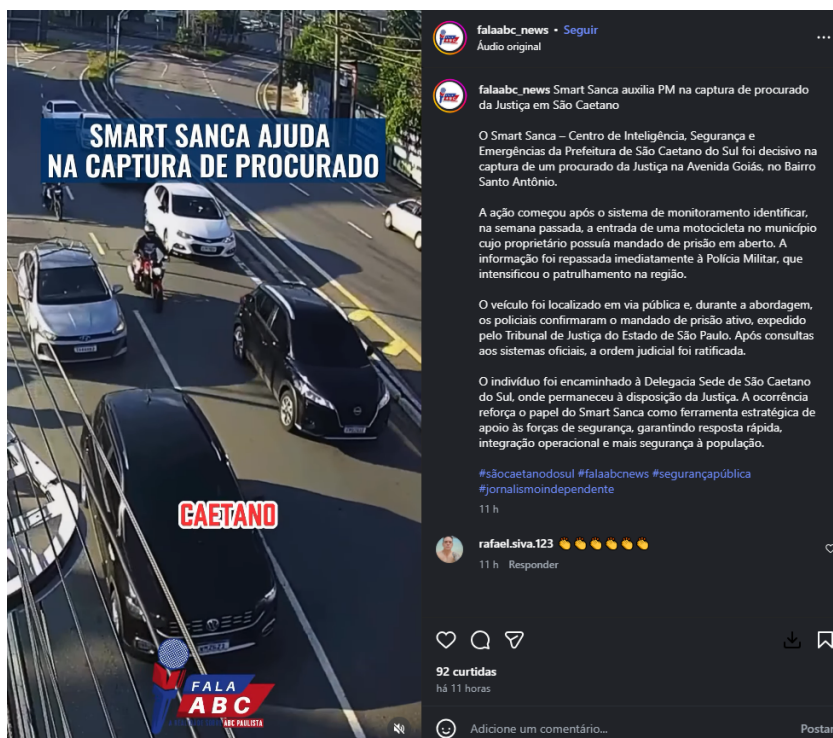 SMART SANCA AJUDA
NA CAPTURA DE PROCURADO
CAETANO
FALA
ABC
ABC PAULISTA
falaabc_news • Seguir
Áudio original
falaabc_news Smart Sanca auxilia PM na captura de procurado
da Justiça em São Caetano
O Smart Sanca – Centro de Inteligência, Segurança e
Emergências da Prefeitura de São Caetano do Sul foi decisivo na
captura de um procurado da Justiça na Avenida Goiás, no Bairro
Santo Antônio.
A ação começou após o sistema de monitoramento identificar,
na semana passada, a entrada de uma motocicleta no município
cujo proprietário possuía mandado de prisão em aberto. A
informação foi repassada imediatamente à Polícia Militar, que
intensificou o patrulhamento na região.
O veículo foi localizado em via pública e, durante a abordagem,
os policiais confirmaram o mandado de prisão ativo, expedido
pelo Tribunal de Justiça do Estado de São Paulo. Após consultas
aos sistemas oficiais, a ordem judicial foi ratificada.
O indivíduo foi encaminhado à Delegacia Sede de São Caetano
do Sul, onde permaneceu à disposição da Justiça. A ocorrência
reforça o papel do Smart Sanca como ferramenta estratégica de
apoio às forças de segurança, garantindo resposta rápida,
integração operacional e mais segurança à população.
#sãocaetanodosul #falaabcnews #segurançapública
#jornalismoindependente
11 h
rafael.siva.123 👏👏👏👏👏👏
11 h Responder
92 curtidas
há 11 horas
Adicione um comentário...
Postar